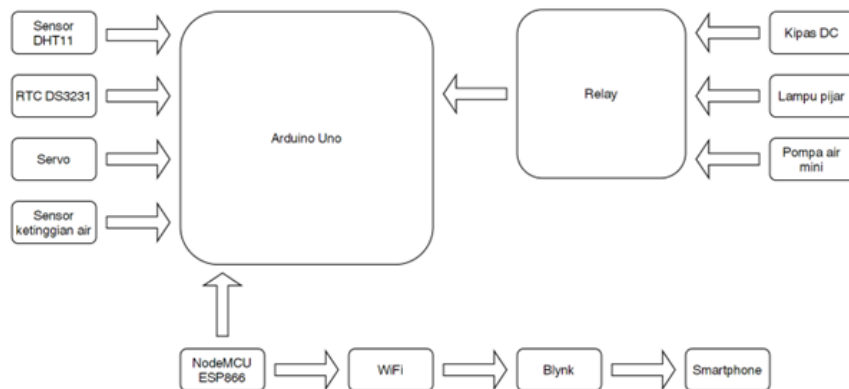 Sensor
DHT11
RTC DS3231
Servo
Sensor
ketinggian air
Arduino Uno
Relay
Kipas DC
Lampu pijar
Pompa air
mini
NodeMCU
ESP866
WiFi
Blynk
Smartphone